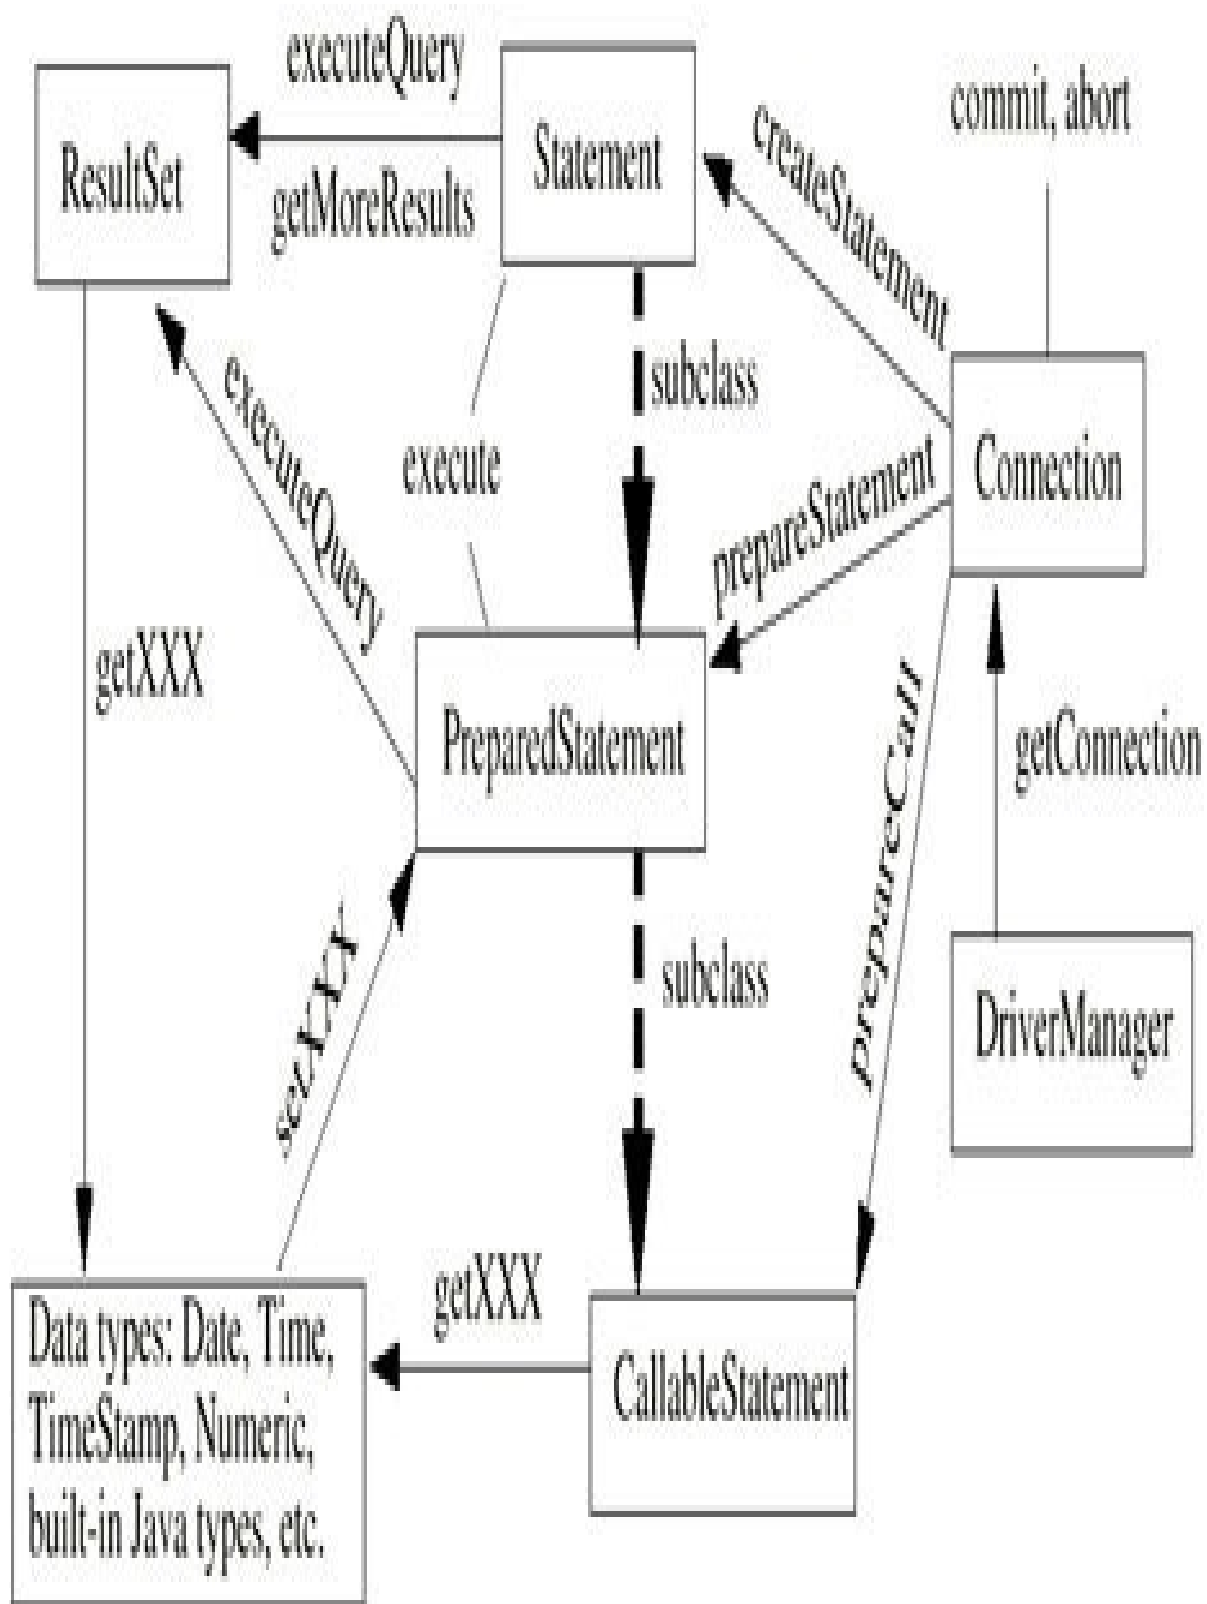 executeQuery
ResultSet
Statement
commit, abort
getMoreResults
createStatement
subclass
executeQuery
execute
Connection
prepareStatement
getXXX
PreparedStatement
getConnection
prepareCall
subclass
setXXX
DriverManager
getXXX
Data types: Date, Time,
TimeStamp, Numeric,
built-in Java types, etc.
CallableStatement